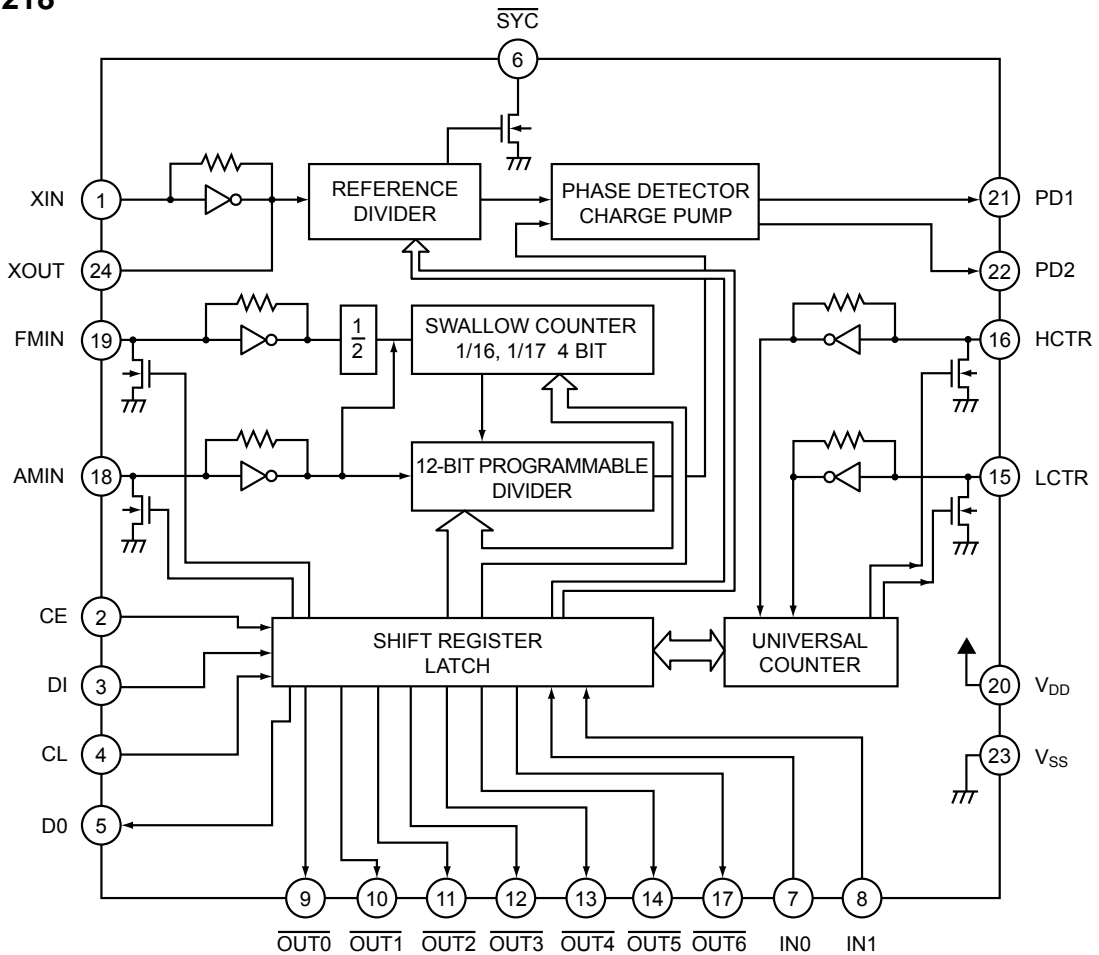 218
SYC
6
REFERENCE
DIVIDER
PHASE DETECTOR
CHARGE PUMP
XIN
1
21
PD1
XOUT
24
22
PD2
FMIN
19
1
2
SWALLOW COUNTER
1/16, 1/17 4 BIT
16
HCTR
AMIN
18
12-BIT PROGRAMMABLE
DIVIDER
15
LCTR
CE
2
SHIFT REGISTER
LATCH
UNIVERSAL
COUNTER
DI
3
20
VDD
CL
4
23
VSS
D0
5
9
10
11
12
13
14
17
7
8
OUT0
OUT1
OUT2
OUT3
OUT4
OUT5
OUT6
IN0
IN1